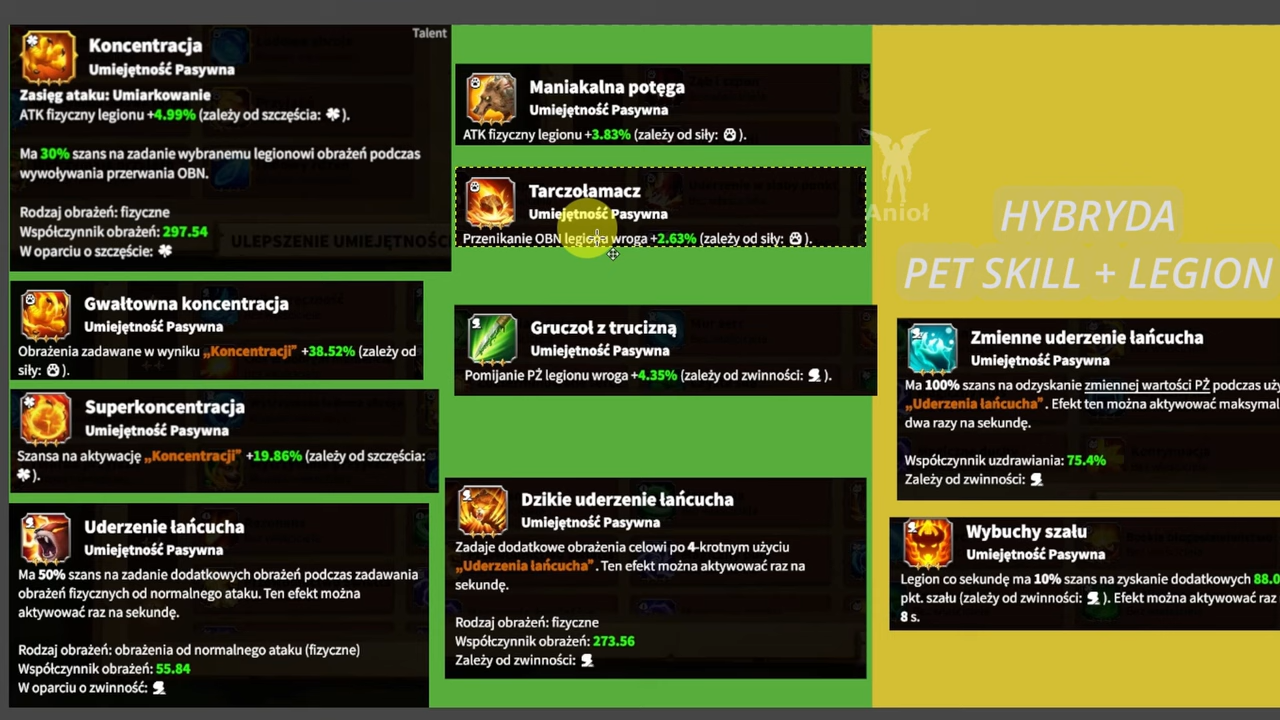 Talent
Koncentracja
Umiejętność Pasywna
Zasięg ataku: Umiarkowanie
ATK fizyczny legionu +4.99% (zależy od szczęścia: ).
Ma 30% szans na zadanie wybranemu legionowi obrażeń podczas
wywoływania przerwania OBN.
Rodzaj obrażeń: fizyczne
Współczynnik obrażeń: 297.54
W oparciu o szczęście:
ULEPSZENIE UMIEJĘTNOŚC
Gwałtowna koncentracja
Umiejętność Pasywna
Obrażenia zadawane w wyniku „Koncentracji” +38.52% (zależy od
siły: ).
Superkoncentracja
Umiejętność Pasywna
Szansa na aktywację „Koncentracji” +19.86% (zależy od szczęścia:
).
Uderzenie łańcucha
Umiejętność Pasywna
Ma 50% szans na zadanie dodatkowych obrażeń podczas zadawania
obrażeń fizycznych od normalnego ataku. Ten efekt można
aktywować raz na sekundę.
Rodzaj obrażeń: obrażenia od normalnego ataku (fizyczne)
Współczynnik obrażeń: 55.84
W oparciu o zwinność:
Maniakalna potęga
Umiejętność Pasywna
ATK fizyczny legionu +3.83% (zależy od siły: ).
Tarczołamacz
Umiejętność Pasywna
Przenikanie OBN legionu wroga +2.63% (zależy od siły: ).
Gruczoł z trucizną
Umiejętność Pasywna
Pomijanie PŻ legionu wroga +4.35% (zależy od zwinności: ).
Dzikie uderzenie łańcucha
Umiejętność Pasywna
Zadaje dodatkowe obrażenia celowi po 4-krotnym użyciu
„Uderzenia łańcucha”. Ten efekt można aktywować raz na
sekundę.
Rodzaj obrażeń: fizyczne
Współczynnik obrażeń: 273.56
Zależy od zwinności:
Anioł
HYBRYDA
PET SKILL + LEGION
Zmienne uderzenie łańcucha
Umiejętność Pasywna
Ma 100% szans na odzyskanie zmiennej wartości PŻ podczas uży
„Uderzenia łańcucha”. Efekt ten można aktywować maksymal
dwa razy na sekundę.
Współczynnik uzdrawiania: 75.4%
Zależy od zwinności:
Wybuchy szału
Umiejętność Pasywna
Legion co sekundę ma 10% szans na zyskanie dodatkowych 88.0
pkt. szału (zależy od zwinności: ). Efekt można aktywować raz
8 s.